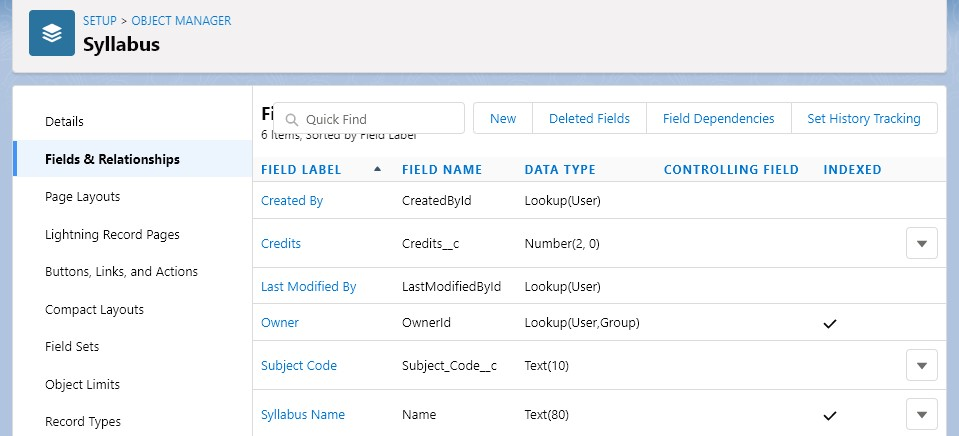 SETUP > OBJECT MANAGER
Syllabus
Details
Fields & Relationships
Page Layouts
Lightning Record Pages
Buttons, Links, and Actions
Compact Layouts
Field Sets
Object Limits
Record Types
Fi
Quick Find
New
Deleted Fields
Field Dependencies
Set History Tracking
6 Items, Sorted by Field Label
FIELD LABEL FIELD NAME DATA TYPE CONTROLLING FIELD INDEXED
Created By CreatedById Lookup(User)
Credits Credits__c Number(2, 0)
Last Modified By LastModifiedById Lookup(User)
Owner OwnerId Lookup(User,Group)
Subject Code Subject_Code__c Text(10)
Syllabus Name Name Text(80)